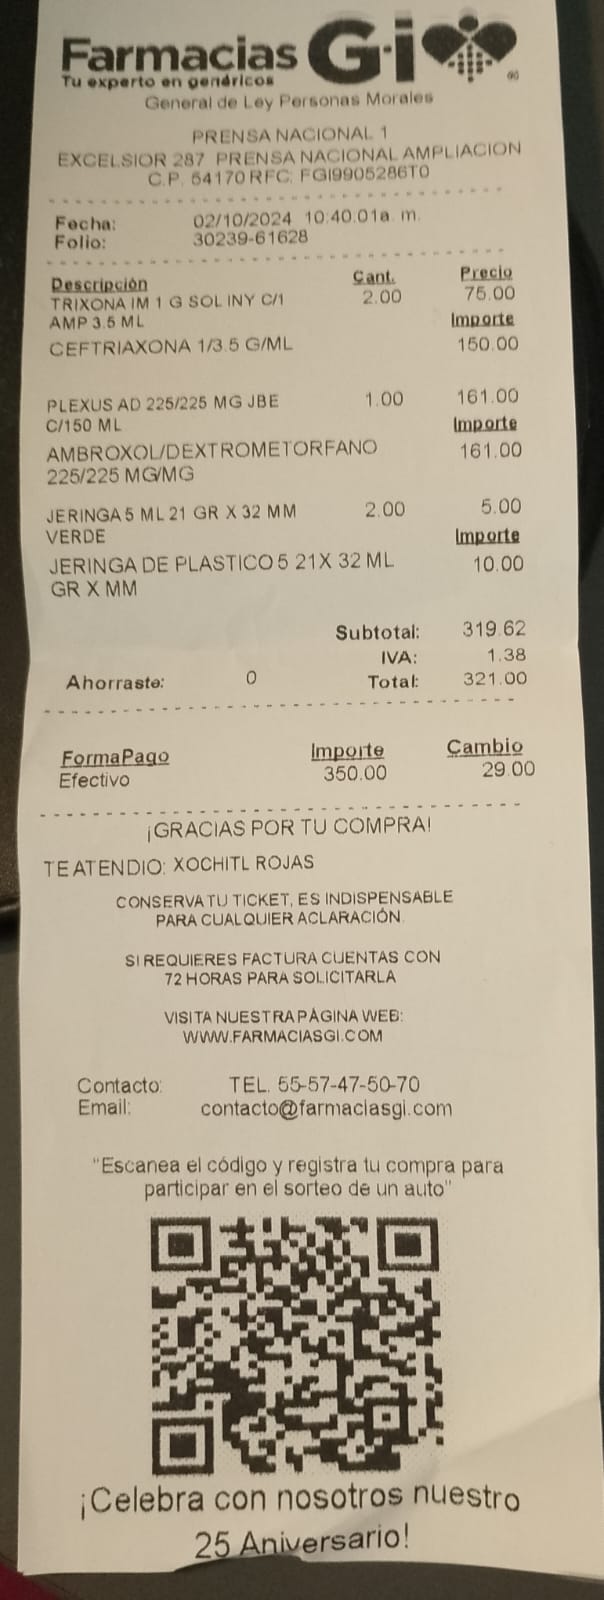 Farmacias G·i
Tu experto en genéricos
General de Ley Personas Morales
PRENSA NACIONAL 1
EXCELSIOR 287 PRENSA NACIONAL AMPLIACION
C.P. 54170 RFC: FGI9905286T0
Fecha: 02/10/2024 10:40:01a. m.
Folio: 30239-61628
Descripción Cant. Precio
TRIXONA IM 1 G SOL INY C/1 2.00 75.00
AMP 3.5 ML Importe
CEFTRIAXONA 1/3.5 G/ML 150.00
PLEXUS AD 225/225 MG JBE 1.00 161.00
C/150 ML Importe
AMBROXOL/DEXTROMETORFANO 161.00
225/225 MG/MG
JERINGA 5 ML 21 GR X 32 MM 2.00 5.00
VERDE Importe
JERINGA DE PLASTICO 5 21X 32 ML 10.00
GR X MM
Subtotal: 319.62
IVA: 1.38
Ahorraste: 0 Total: 321.00
FormaPago Importe Cambio
Efectivo 350.00 29.00
¡GRACIAS POR TU COMPRA!
TE ATENDIO: XOCHITL ROJAS
CONSERVA TU TICKET, ES INDISPENSABLE
PARA CUALQUIER ACLARACIÓN.
SI REQUIERES FACTURA CUENTAS CON
72 HORAS PARA SOLICITARLA
VISITA NUESTRA PÁGINA WEB:
WWW.FARMACIASGI.COM
Contacto: TEL. 55-57-47-50-70
Email: contacto@farmaciasgi.com
"Escanea el código y registra tu compra para
participar en el sorteo de un auto"
¡Celebra con nosotros nuestro
25 Aniversario!